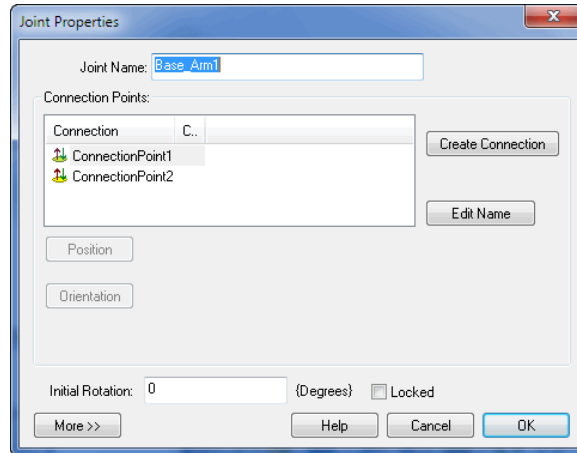 Joint Properties
Joint Name: Base_Arm1
Connection Points:
Connection C..
ConnectionPoint1
ConnectionPoint2
Create Connection
Edit Name
Position
Orientation
Initial Rotation: 0 {Degrees} Locked
More >> Help Cancel OK